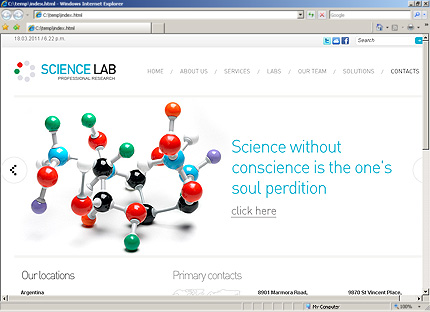 C:\temp\index.html - Windows Internet Explorer
C:\temp\index.html
Google
C:\temp\index.html
19.03 2011 / 6.22 p.m.
Search
SCIENCE LAB
PROFESSIONAL RESEARCH
HOME / ABOUT US / SERVICES / LABS / OUR TEAM / SOLUTIONS / CONTACTS
Science without
conscience is the one's
soul perdition
click here
Our locations
Primary contacts
Argentina
8901 Marmora Road,
9870 St Vincent Place,
My Computer
100%